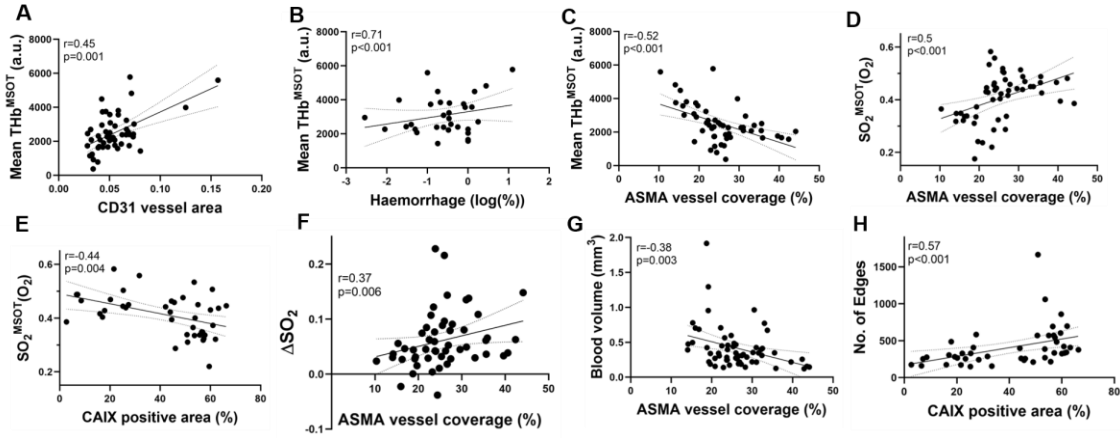 A
r=0.45
p=0.001
Mean THb^MSOT (a.u.)
8000
6000
4000
2000
0
0.00 0.05 0.10 0.15 0.20
CD31 vessel area
B
r=0.71
p<0.001
Mean THb^MSOT (a.u.)
8000
6000
4000
2000
0
-3 -2 -1 0 1 2
Haemorrhage (log(%))
C
r=-0.52
p<0.001
Mean THb^MSOT (a.u.)
8000
6000
4000
2000
0
0 10 20 30 40 50
ASMA vessel coverage (%)
D
r=0.5
p<0.001
SO₂^MSOT(O₂)
0.6
0.4
0.2
0 10 20 30 40 50
ASMA vessel coverage (%)
E
r=-0.44
p=0.004
SO₂^MSOT(O₂)
0.6
0.4
0.2
0 20 40 60 80
CAIX positive area (%)
F
r=0.37
p=0.006
ΔSO₂
0.2
0.1
0.0
-0.1
0 10 20 30 40 50
ASMA vessel coverage (%)
G
r=-0.38
p=0.003
Blood volume (mm³)
2.0
1.5
1.0
0.5
0.0
0 10 20 30 40 50
ASMA vessel coverage (%)
H
r=0.57
p<0.001
No. of Edges
1500
1000
500
0
0 20 40 60 80
CAIX positive area (%)